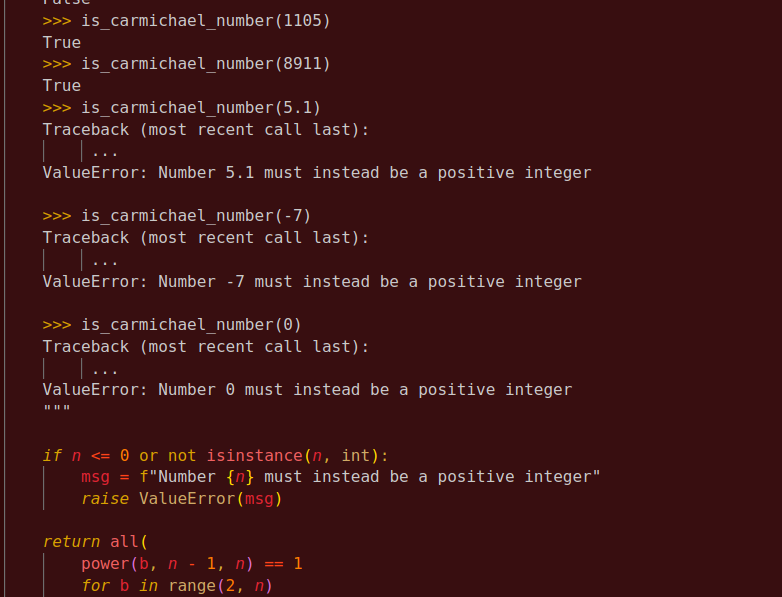 False
>>> is_carmichael_number(1105)
True
>>> is_carmichael_number(8911)
True
>>> is_carmichael_number(5.1)
Traceback (most recent call last):
...
ValueError: Number 5.1 must instead be a positive integer
>>> is_carmichael_number(-7)
Traceback (most recent call last):
...
ValueError: Number -7 must instead be a positive integer
>>> is_carmichael_number(0)
Traceback (most recent call last):
...
ValueError: Number 0 must instead be a positive integer
"""
if n <= 0 or not isinstance(n, int):
msg = f"Number {n} must instead be a positive integer"
raise ValueError(msg)
return all(
power(b, n - 1, n) == 1
for b in range(2, n)